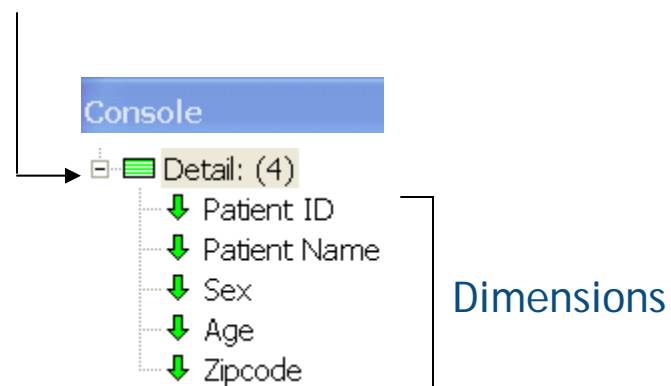 Console
Detail: (4)
Patient ID
Patient Name
Sex
Age
Zipcode
Dimensions